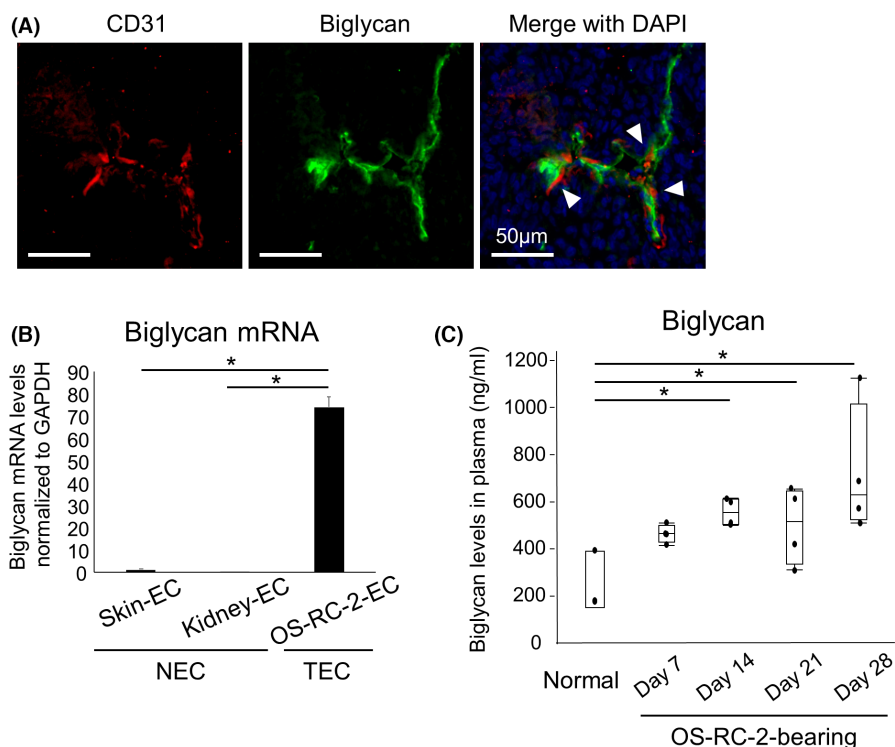 (A)
CD31
Biglycan
Merge with DAPI
50µm
(B)
Biglycan mRNA
Biglycan mRNA levels
normalized to GAPDH
90
80
70
60
50
40
30
20
10
0
*
*
Skin-EC
Kidney-EC
OS-RC-2-EC
NEC
TEC
(C)
Biglycan
Biglycan levels in plasma (ng/ml)
1200
1000
800
600
400
200
0
*
*
*
Normal
Day 7
Day 14
Day 21
Day 28
OS-RC-2-bearing